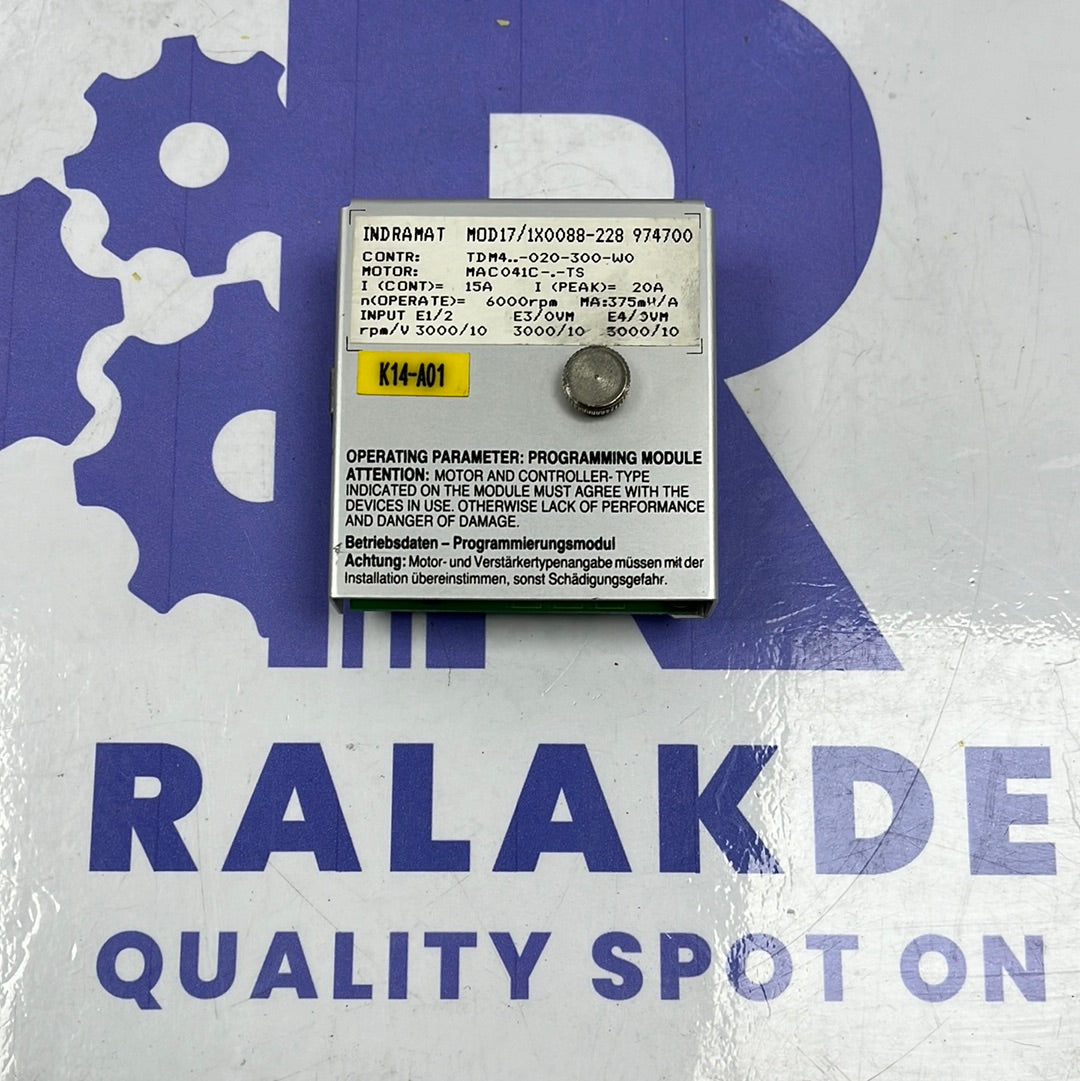 INDRAMAT MOD17/1X0088-228 974700
CONTR: TDM4..-020-300-W0
MOTOR: MAC041C-.-TS
I (CONT)= 15A I (PEAK)= 20A
n(OPERATE)= 6000rpm MA:375mV/A
INPUT E1/2 E3/0VM E4/9VM
rpm/V 3000/10 3000/10 3000/10
K14-A01
OPERATING PARAMETER: PROGRAMMING MODULE
ATTENTION: MOTOR AND CONTROLLER-TYPE
INDICATED ON THE MODULE MUST AGREE WITH THE
DEVICES IN USE. OTHERWISE LACK OF PERFORMANCE
AND DANGER OF DAMAGE.
Betriebsdaten – Programmierungsmodul
Achtung: Motor- und Verstärkertypenangabe müssen mit der
Installation übereinstimmen, sonst Schädigungsgefahr.
RALAKDE
QUALITY SPOT ON